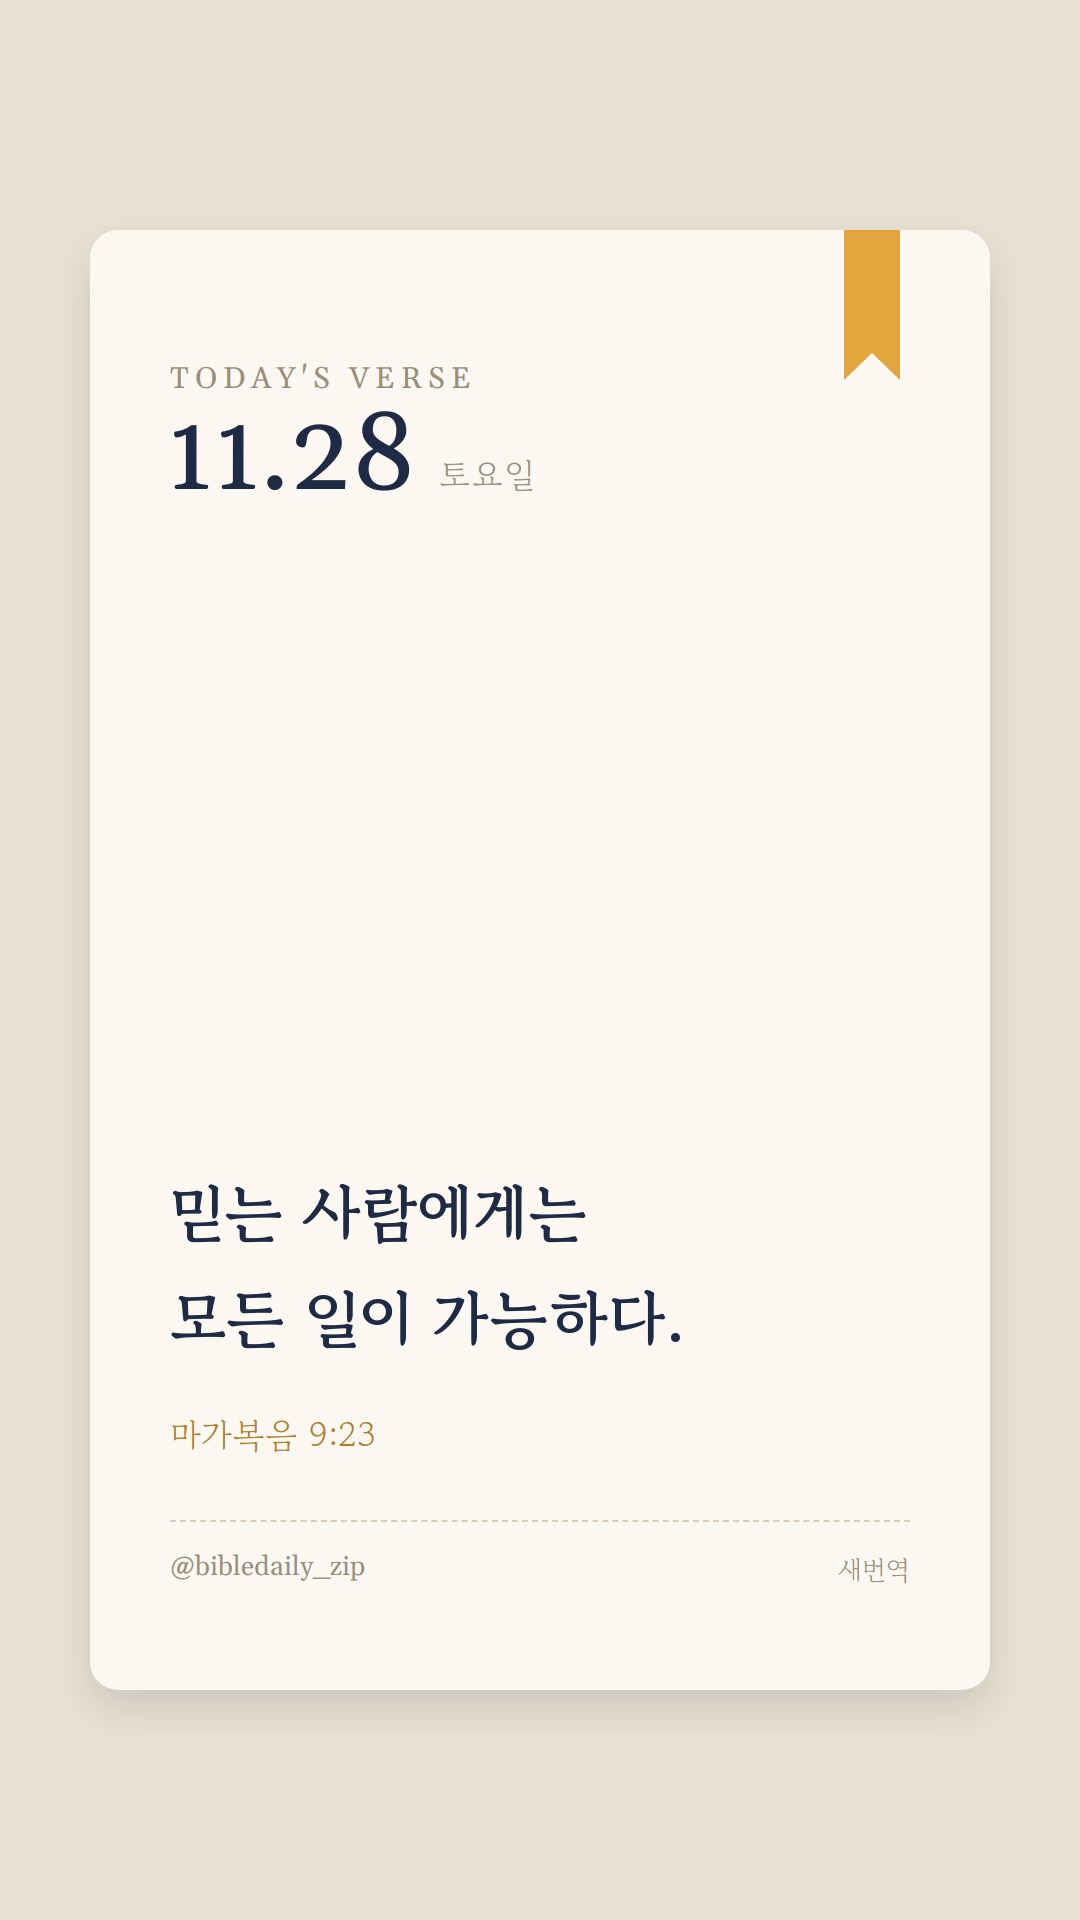 TODAY'S VERSE
11.28 토요일
믿는 사람에게는
모든 일이 가능하다.
마가복음 9:23
@bibledaily_zip
새번역